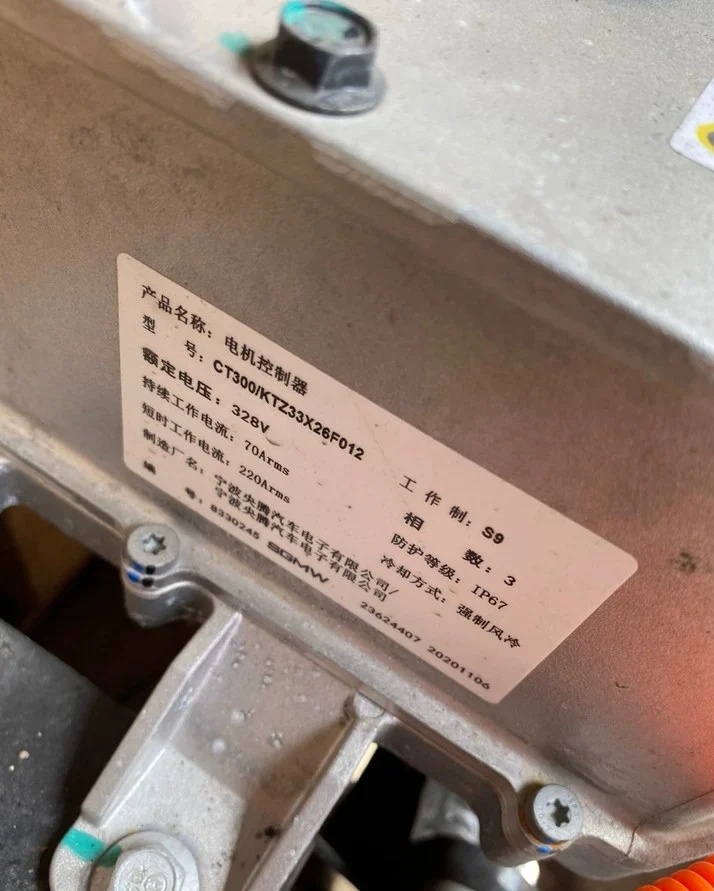 产品名称: 电机控制器
型 号: CT300/KTZ33X26F012
额定电压: 328V
工 作 制: S9
持续工作电流: 70Arms
相 数: 3
短时工作电流: 220Arms
防护等级: IP67
制造厂名: 宁波央腾汽车电子有限公司/
宁波央腾汽车电子有限公司
冷却方式: 强制风冷
编 号: 8330245 SGMW 23624407 20201106